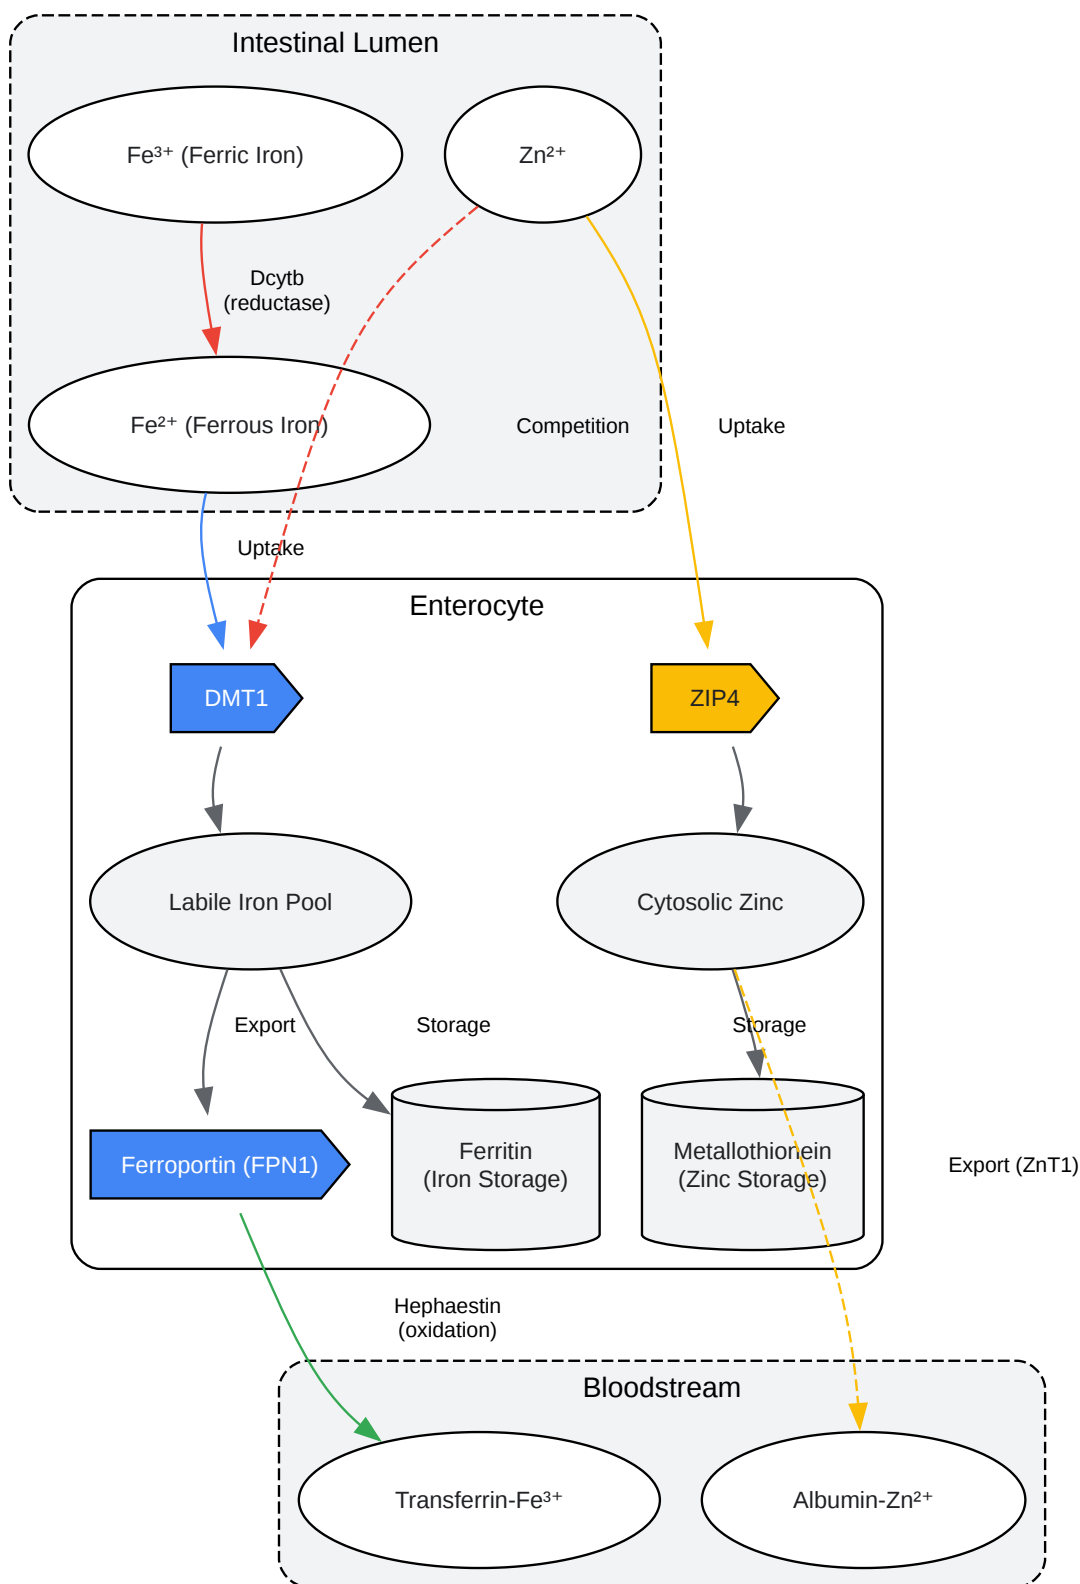 Intestinal Lumen
Fe³⁺ (Ferric Iron)
Zn²⁺
Dcytb
(reductase)
Fe²⁺ (Ferrous Iron)
Competition
Uptake
Uptake
Enterocyte
DMT1
ZIP4
Labile Iron Pool
Cytosolic Zinc
Export
Storage
Storage
Ferroportin (FPN1)
Ferritin
(Iron Storage)
Metallothionein
(Zinc Storage)
Export (ZnT1)
Hephaestin
(oxidation)
Bloodstream
Transferrin-Fe³⁺
Albumin-Zn²⁺